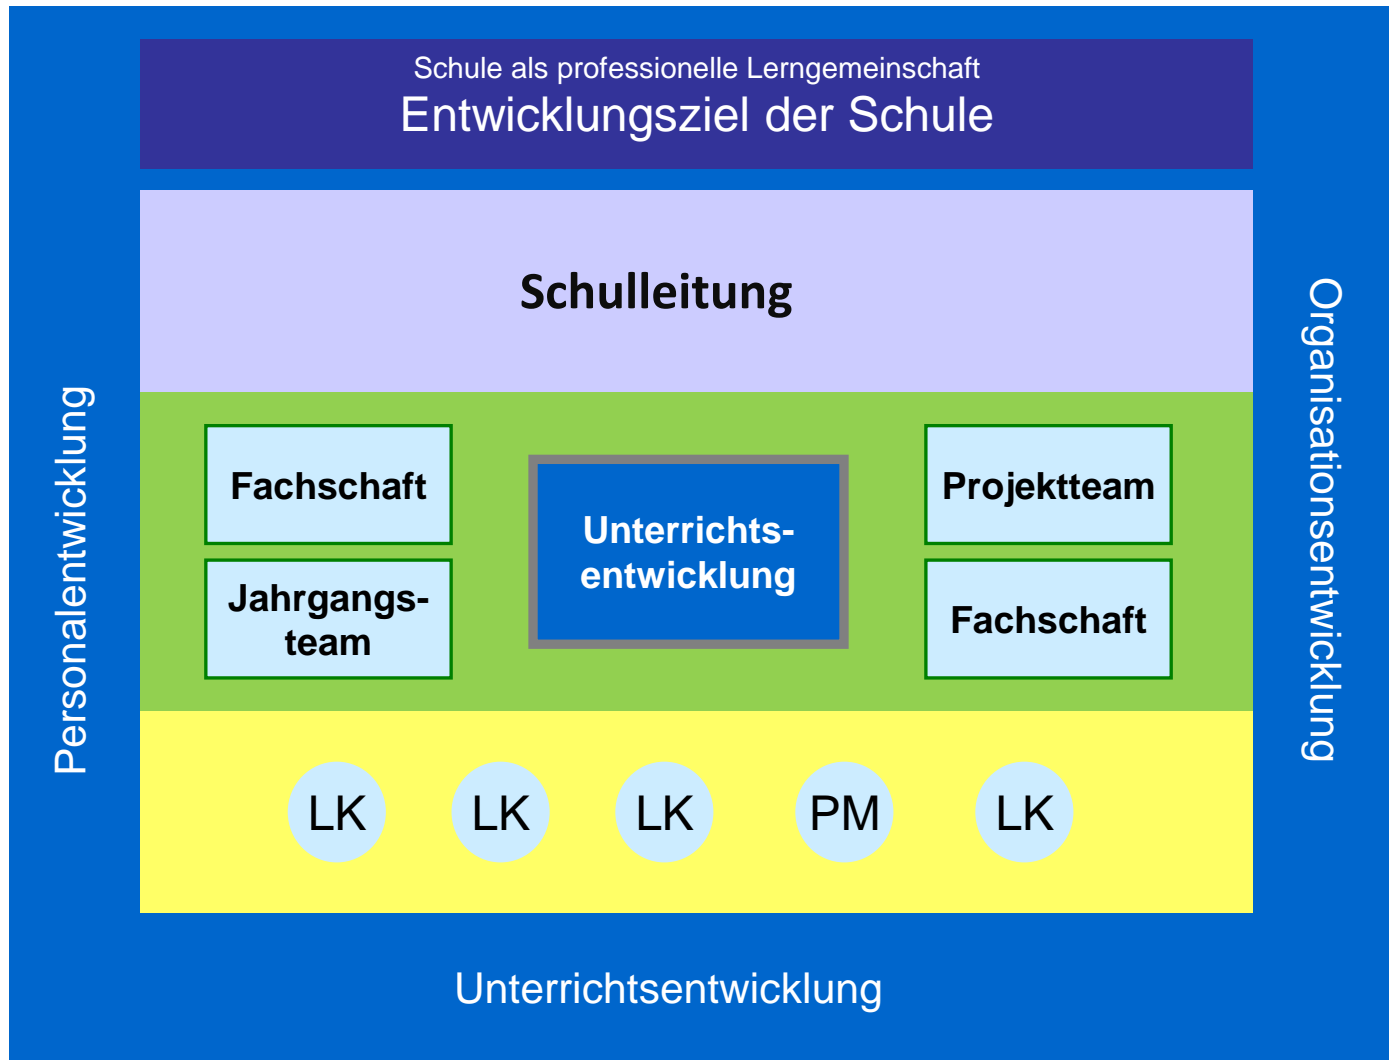 Schule als professionelle Lerngemeinschaft
Entwicklungsziel der Schule
Schulleitung
Personalentwicklung
Fachschaft
Jahrgangs-
team
Unterrichts-
entwicklung
Projektteam
Fachschaft
Organisationsentwicklung
LK
LK
LK
PM
LK
Unterrichtsentwicklung